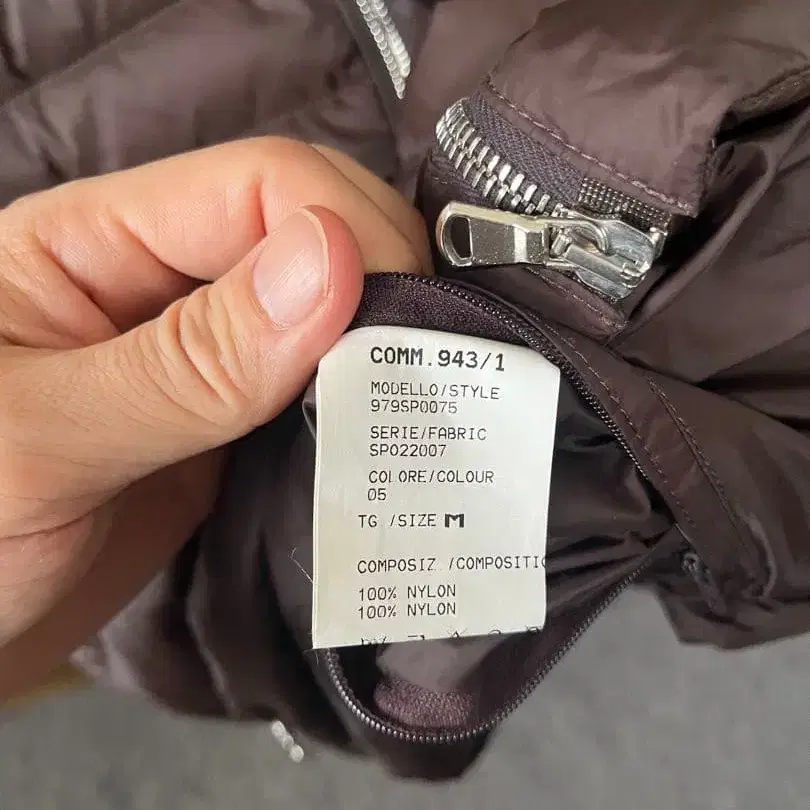 COMM.943/1
MODELLO/STYLE
979SP0075
SERIE/FABRIC
SP022007
COLORE/COLOUR
05
TG /SIZE M
COMPOSIZ /COMPOSITIO
100% NYLON
100% NYLON